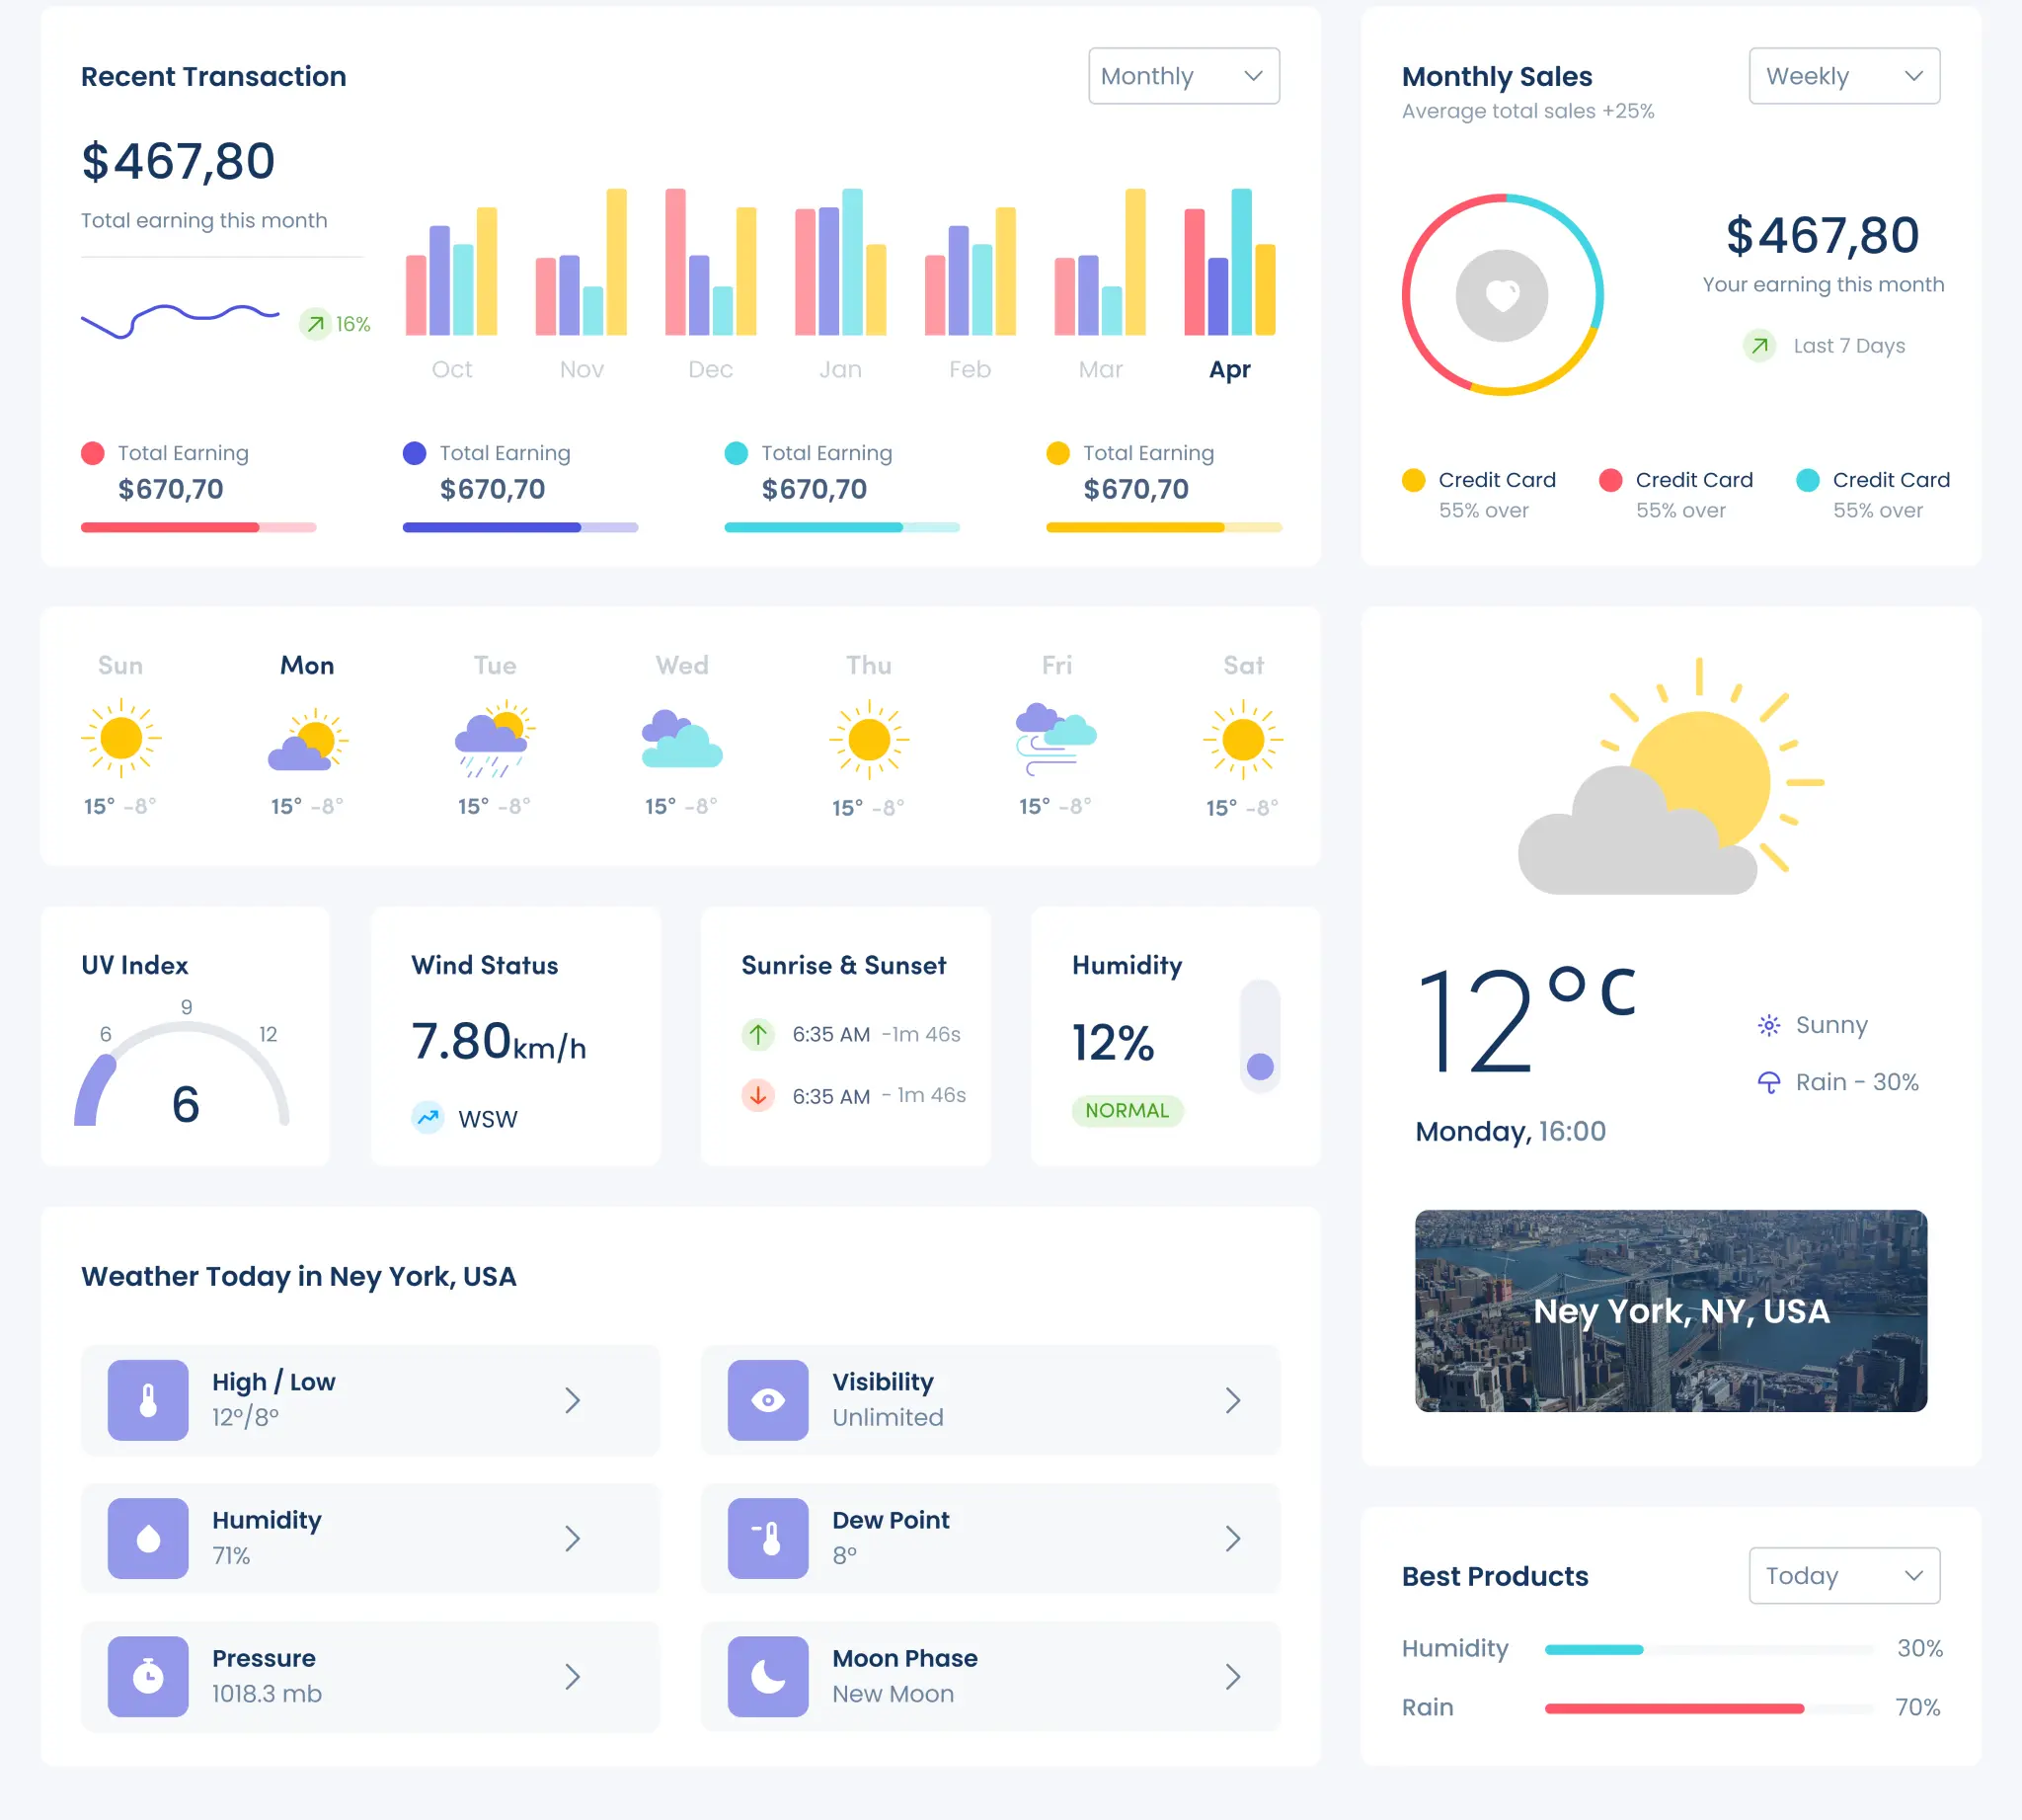 Recent Transaction
Monthly
$467,80
Total earning this month
16%
Oct
Nov
Dec
Jan
Feb
Mar
Apr
Total Earning
$670,70
Total Earning
$670,70
Total Earning
$670,70
Total Earning
$670,70
Monthly Sales
Average total sales +25%
Weekly
$467,80
Your earning this month
Last 7 Days
Credit Card
55% over
Credit Card
55% over
Credit Card
55% over
Sun
15° -8°
Mon
15° -8°
Tue
15° -8°
Wed
15° -8°
Thu
15° -8°
Fri
15° -8°
Sat
15° -8°
UV Index
6
9
12
6
Wind Status
7.80km/h
WSW
Sunrise & Sunset
6:35 AM -1m 46s
6:35 AM - 1m 46s
Humidity
12%
NORMAL
12°C
Sunny
Rain - 30%
Monday, 16:00
Ney York, NY, USA
Weather Today in Ney York, USA
High / Low
12°/8°
Visibility
Unlimited
Humidity
71%
Dew Point
8°
Pressure
1018.3 mb
Moon Phase
New Moon
Best Products
Today
Humidity
30%
Rain
70%